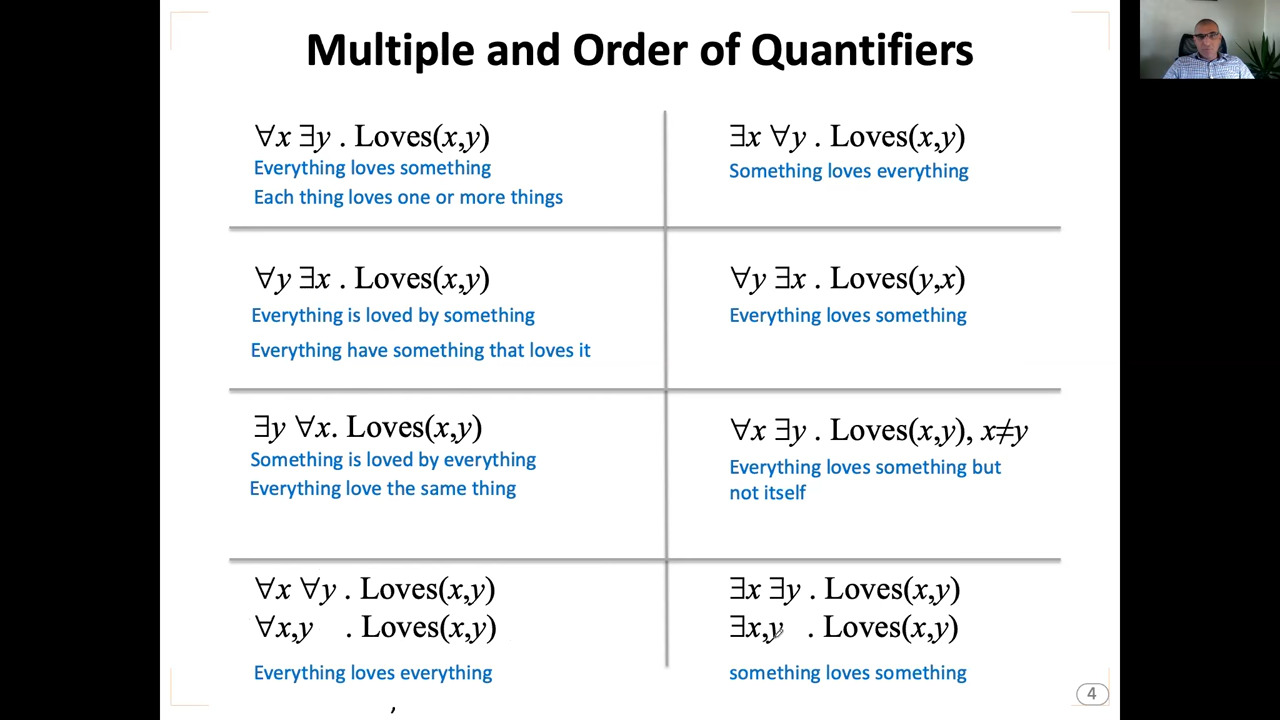 Multiple and Order of Quantifiers
∀x ∃y . Loves(x,y)
Everything loves something
Each thing loves one or more things
∃x ∀y . Loves(x,y)
Something loves everything
∀y ∃x . Loves(x,y)
Everything is loved by something
Everything have something that loves it
∀y ∃x . Loves(y,x)
Everything loves something
∃y ∀x. Loves(x,y)
Something is loved by everything
Everything love the same thing
∀x ∃y . Loves(x,y), x≠y
Everything loves something but
not itself
∀x ∀y . Loves(x,y)
∀x,y . Loves(x,y)
Everything loves everything
∃x ∃y . Loves(x,y)
∃x,y . Loves(x,y)
something loves something
,
4